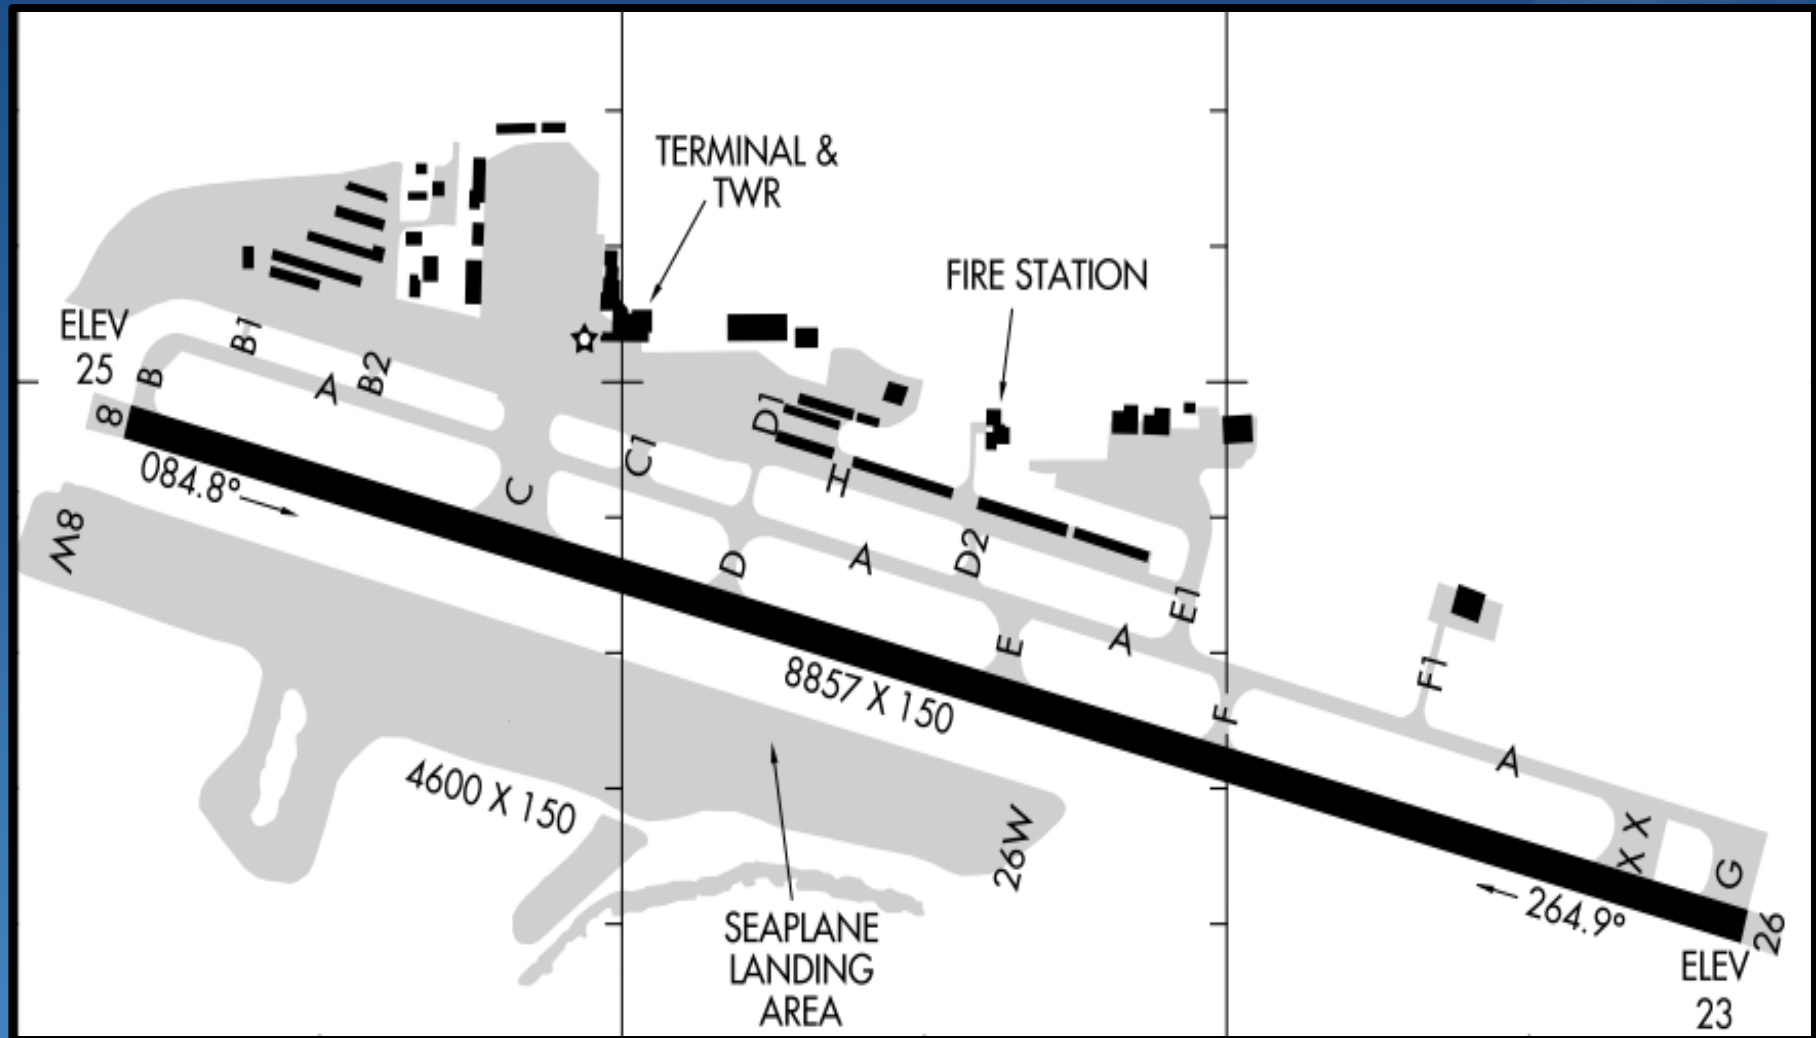 TERMINAL &
TWR
FIRE STATION
ELEV
25
B1
B2
B
A
8
084.8°
D1
C1
C
H
8W
D
A
D2
E
A
E1
F1
8857 X 150
F
A
4600 X 150
26W
X X
X X
G
264.9°
26
SEAPLANE
LANDING
AREA
ELEV
23